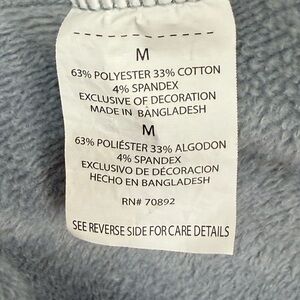 M
63% POLYESTER 33% COTTON
4% SPANDEX
EXCLUSIVE OF DECORATION
MADE IN BANGLADESH
M
63% POLIÉSTER 33% ALGODON
4% SPANDEX
EXCLUSIVO DE DÉCORACION
HECHO EN BANGLADESH
RN# 70892
SEE REVERSE SIDE FOR CARE DETAILS